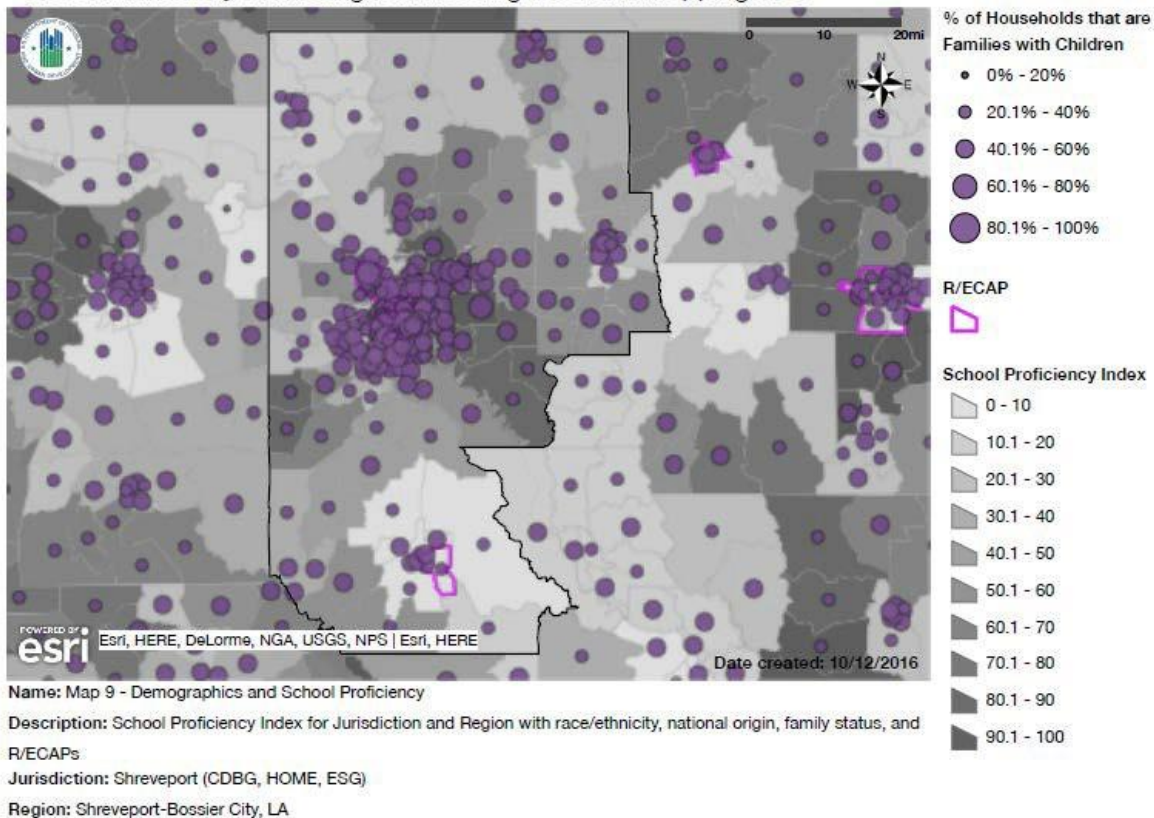 0 10 20mi
N
W E
S
% of Households that are
Families with Children
0% - 20%
20.1% - 40%
40.1% - 60%
60.1% - 80%
80.1% - 100%
R/ECAP
School Proficiency Index
0 - 10
10.1 - 20
20.1 - 30
30.1 - 40
40.1 - 50
50.1 - 60
60.1 - 70
70.1 - 80
80.1 - 90
90.1 - 100
POWERED BY
esri
Esri, HERE, DeLorme, NGA, USGS, NPS | Esri, HERE
Date created: 10/12/2016
Name: Map 9 - Demographics and School Proficiency
Description: School Proficiency Index for Jurisdiction and Region with race/ethnicity, national origin, family status, and
R/ECAPs
Jurisdiction: Shreveport (CDBG, HOME, ESG)
Region: Shreveport-Bossier City, LA